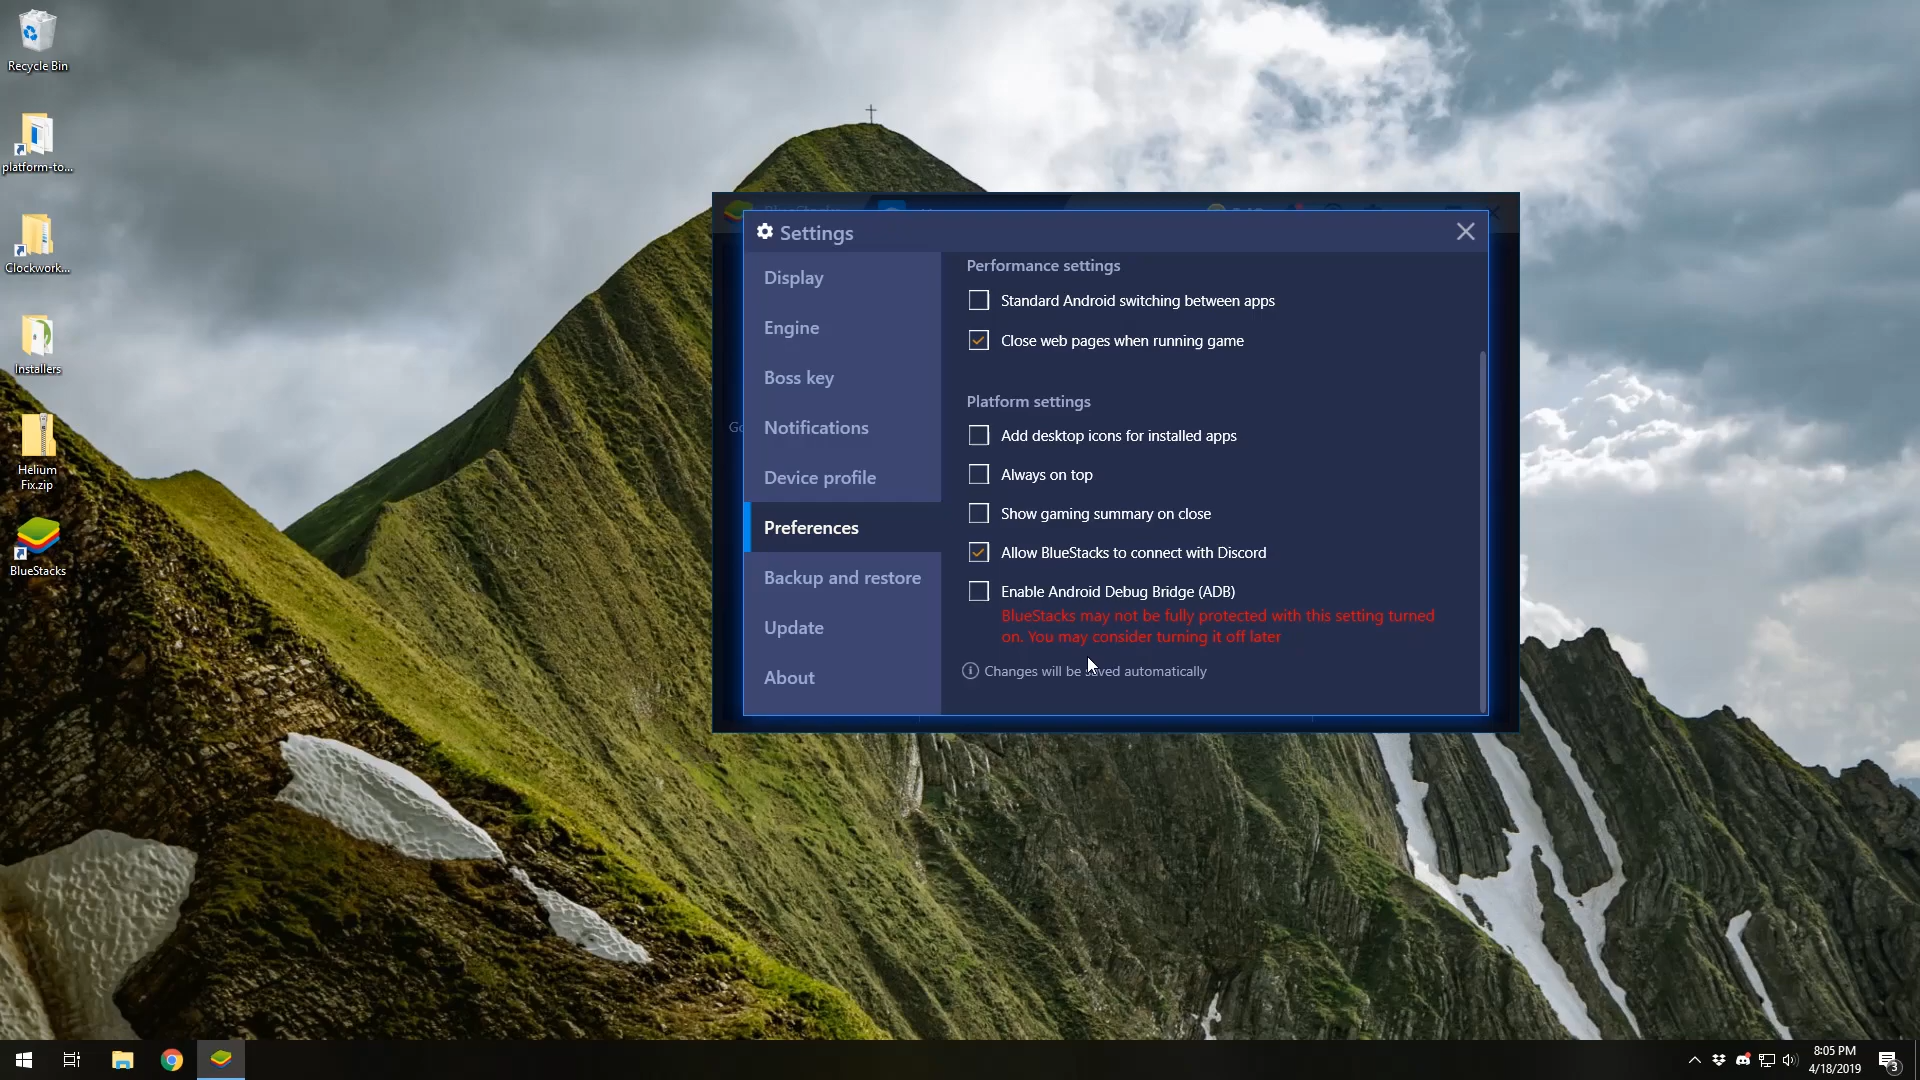 Recycle Bin
platform-to...
Clockwork...
Installers
Helium
Fix.zip
BlueStacks
Settings
Display
Engine
Boss key
Notifications
Device profile
Preferences
Backup and restore
Update
About
Performance settings
Standard Android switching between apps
Close web pages when running game
Platform settings
Add desktop icons for installed apps
Always on top
Show gaming summary on close
Allow BlueStacks to connect with Discord
Enable Android Debug Bridge (ADB)
BlueStacks may not be fully protected with this setting turned
on. You may consider turning it off later
Changes will be saved automatically
8:05 PM
4/18/2019
3